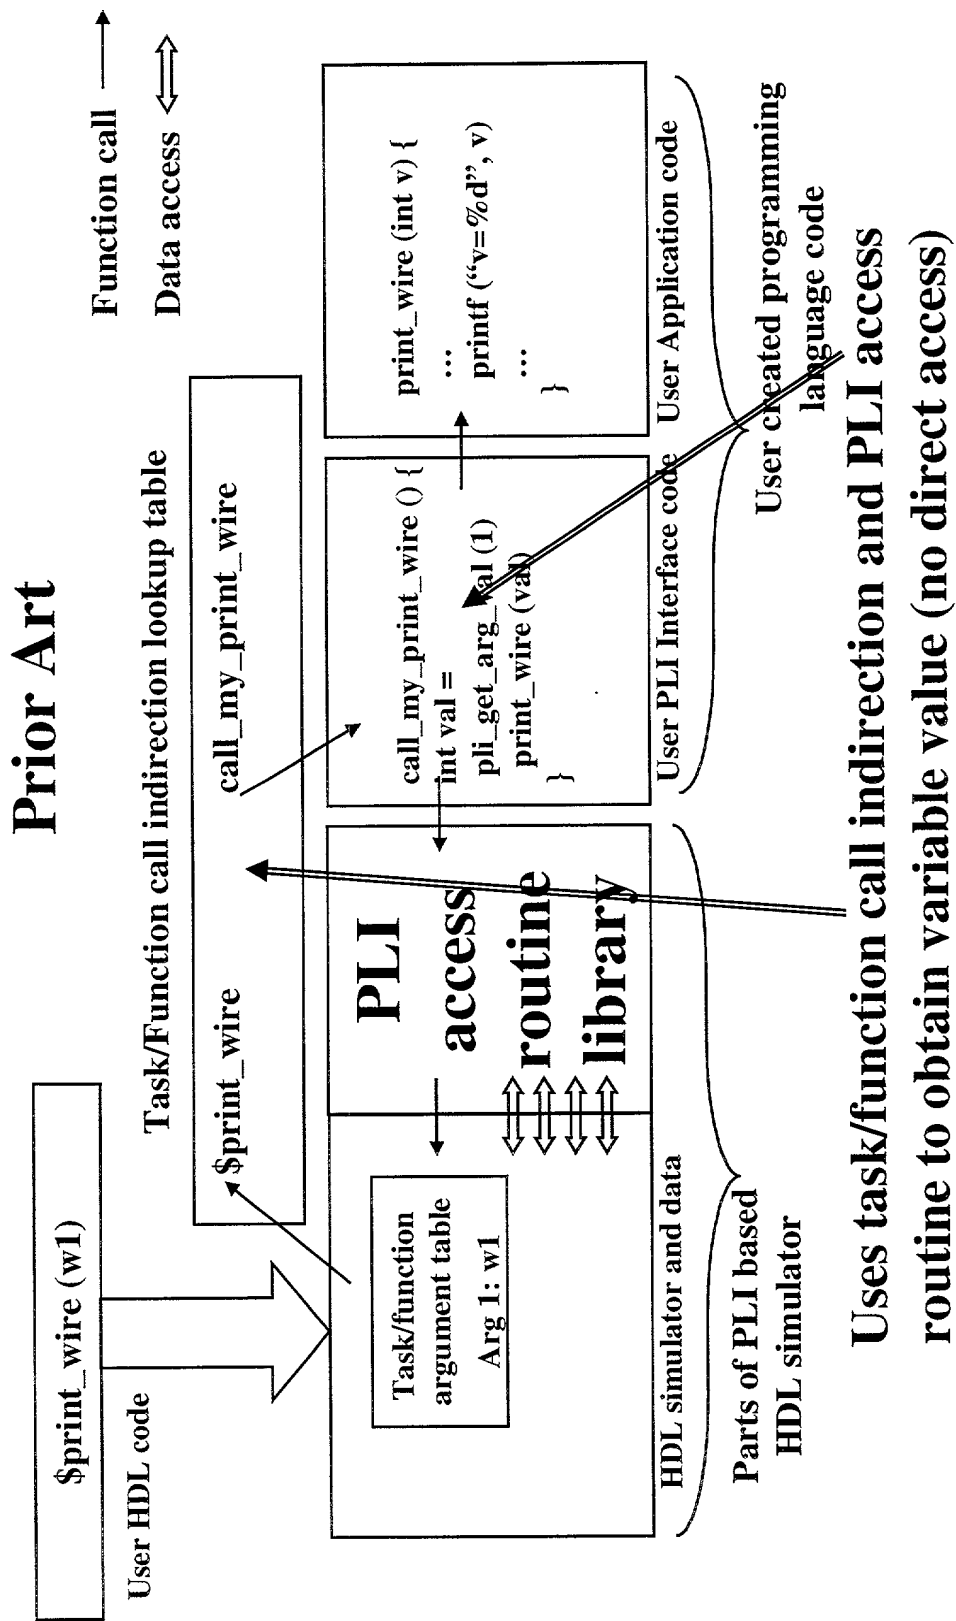 Prior Art
Function call
Data access
$print_wire (w1)
User HDL code
Task/Function call indirection lookup table
$print_wire
call_my_print_wire
Task/function
argument table
Arg 1: w1
HDL simulator and data
PLI
access
routine
library
call_my_print_wire () {
int val =
pli_get_arg_val (1)
print_wire (val)
}
User PLI Interface code
print_wire (int v) {
...
printf (“v=%d”, v)
...
}
User Application code
Parts of PLI based
HDL simulator
User created programming
language code
Uses task/function call indirection and PLI access
routine to obtain variable value (no direct access)